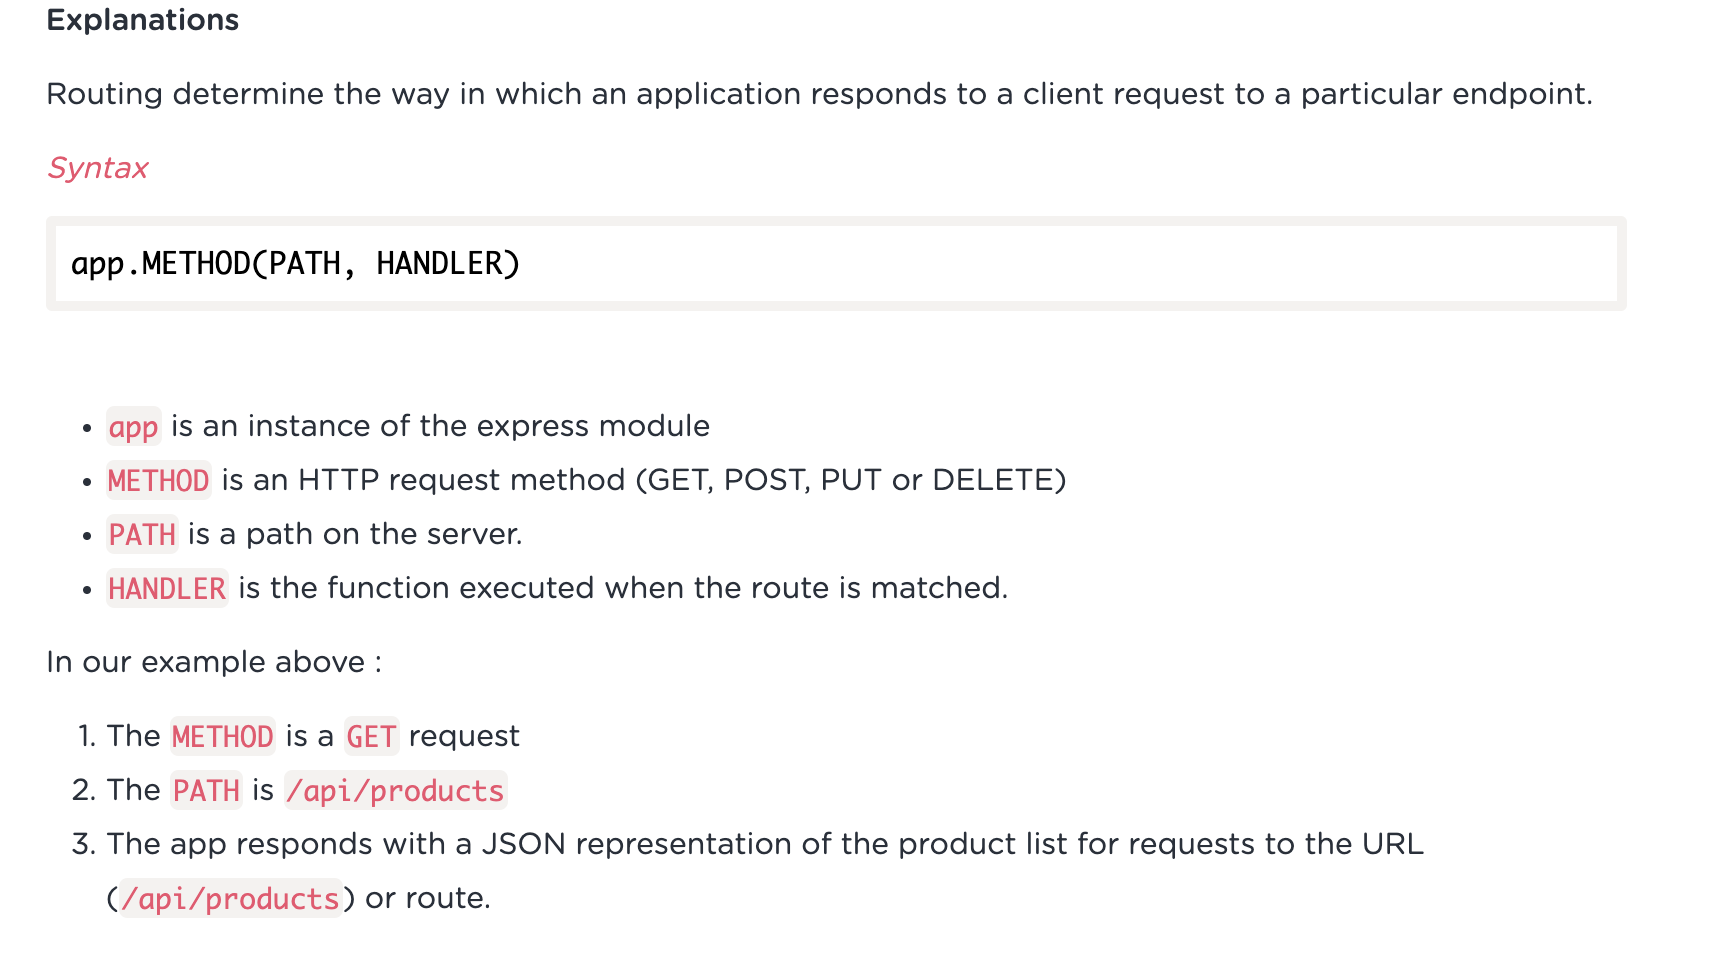 Explanations
Routing determine the way in which an application responds to a client request to a particular endpoint.
Syntax
app.METHOD(PATH, HANDLER)
• app is an instance of the express module
• METHOD is an HTTP request method (GET, POST, PUT or DELETE)
• PATH is a path on the server.
• HANDLER is the function executed when the route is matched.
In our example above :
1. The METHOD is a GET request
2. The PATH is /api/products
3. The app responds with a JSON representation of the product list for requests to the URL
(/api/products) or route.